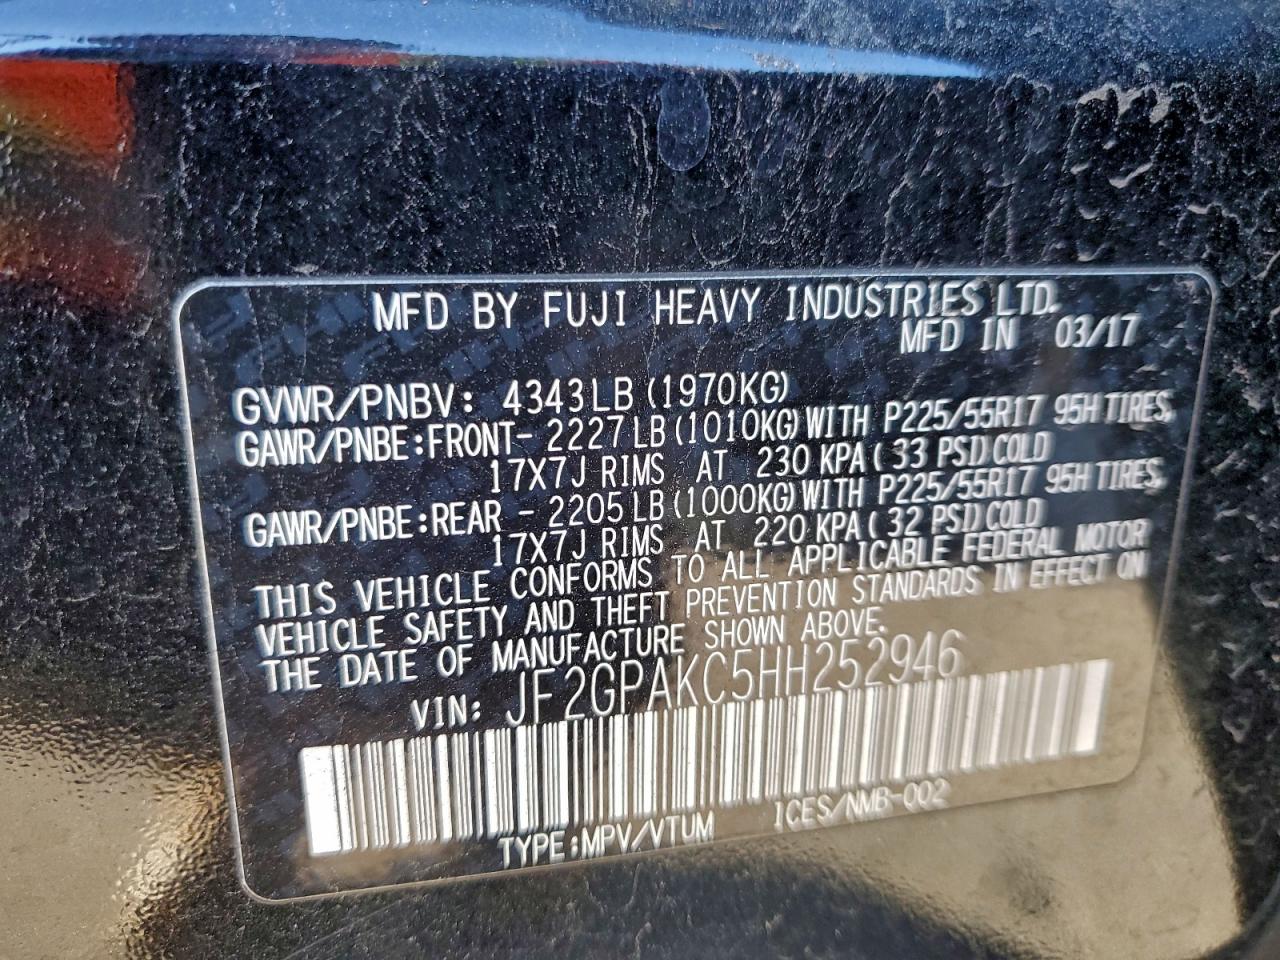 MFD BY FUJI HEAVY INDUSTRIES LTD.
MFD IN 03/17
GVWR/PNBV: 4343LB (1970KG)
GAWR/PNBE:FRONT- 2227LB(1010KG)WITH P225/55R17 95H TIRES,
17X7J RIMS AT 230 KPA( 33 PSI)COLD
GAWR/PNBE:REAR - 2205LB(1000KG)WITH P225/55R17 95H TIRES,
17X7J RIMS AT 220 KPA( 32 PSI)COLD
THIS VEHICLE CONFORMS TO ALL APPLICABLE FEDERAL MOTOR
VEHICLE SAFETY AND THEFT PREVENTION STANDARDS IN EFFECT ON
THE DATE OF MANUFACTURE SHOWN ABOVE.
VIN: JF2GPAKC5HH252946
TYPE:MPV/VTUM ICES/NMB-002